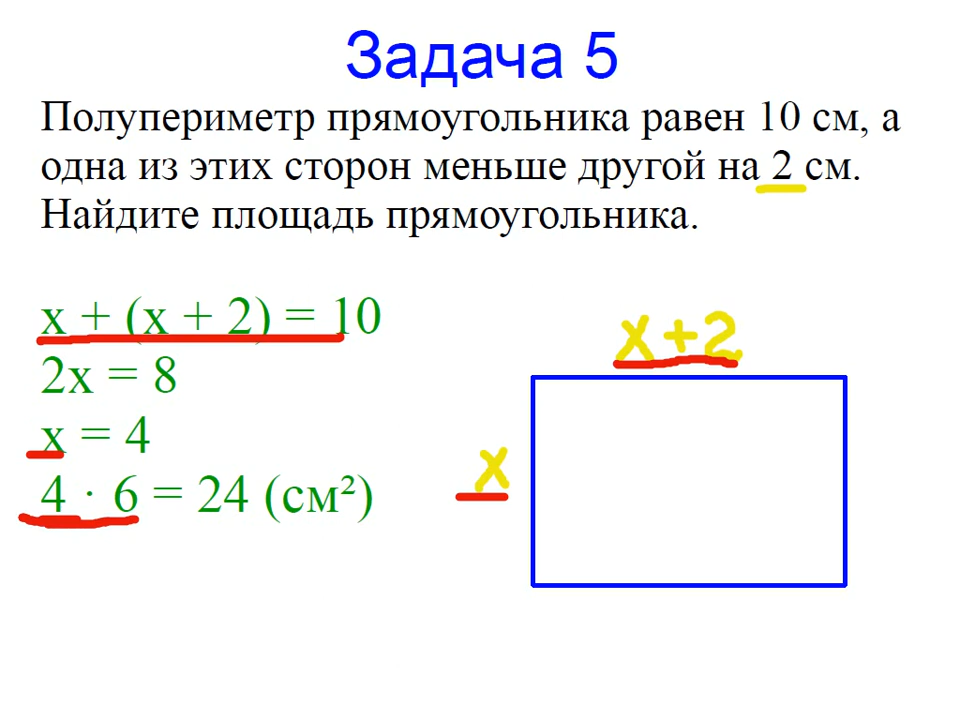 Задача 5
Полупериметр прямоугольника равен 10 см, а
одна из этих сторон меньше другой на 2 см.
Найдите площадь прямоугольника.
х + (х + 2) = 10
2х = 8
х = 4
4 · 6 = 24 (см²)
х+2
х